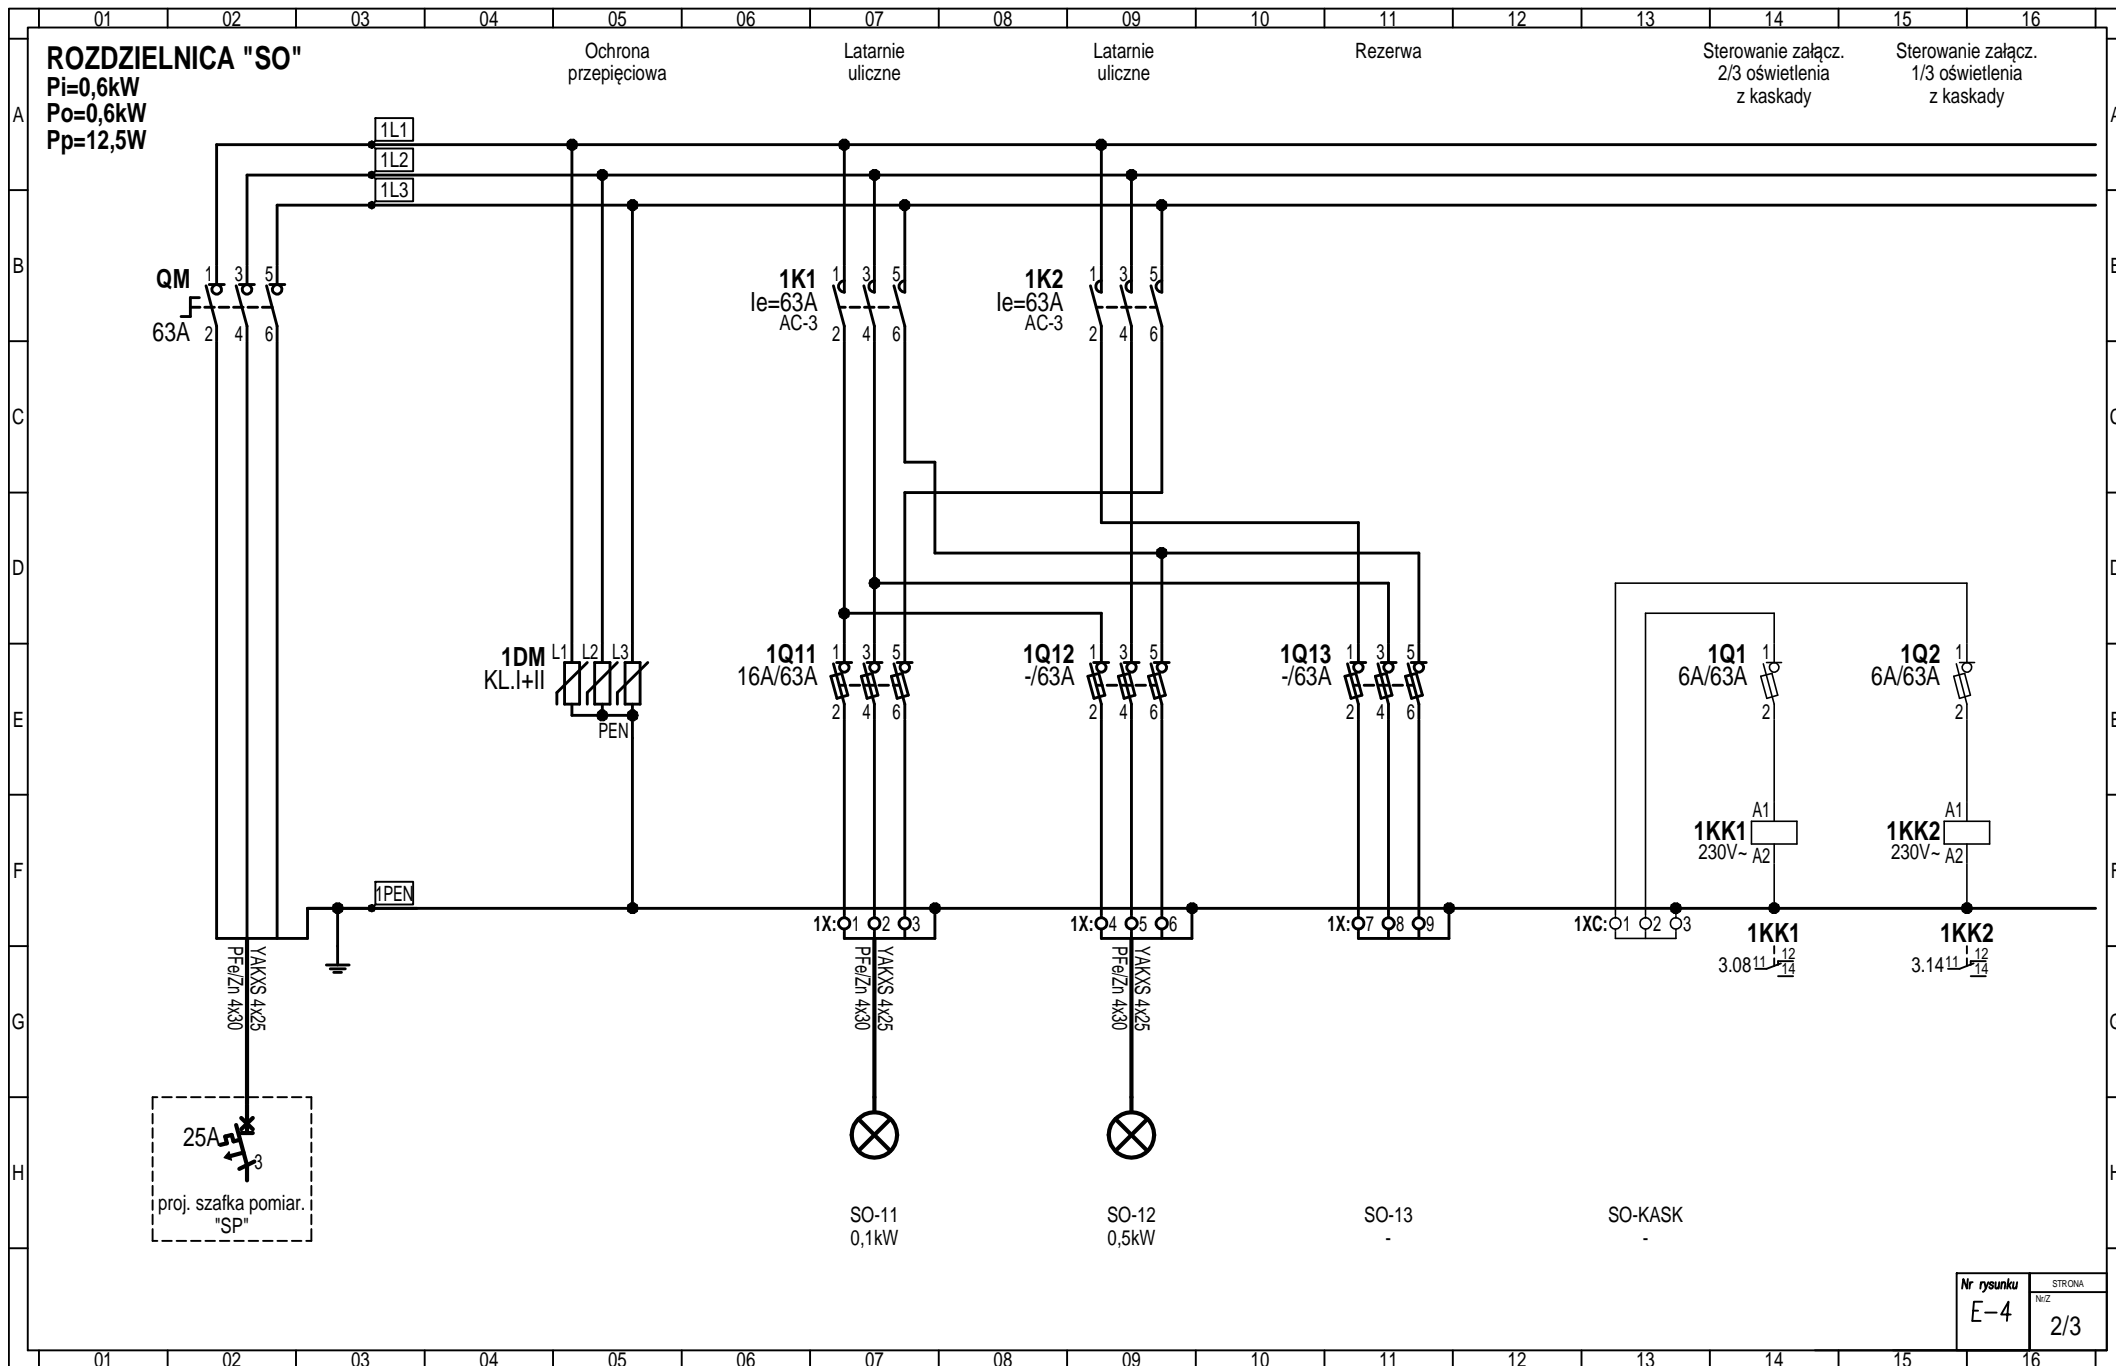 01 02 03 04 05 06 07 08 09 10 11 12 13 14 15 16
ROZDZIELNICA "SO"
Pi=0,6kW
Po=0,6kW
Pp=12,5W
Ochrona
przepięciowa
Latarnie
uliczne
Latarnie
uliczne
Rezerwa
Sterowanie załącz.
2/3 oświetlenia
z kaskady
Sterowanie załącz.
1/3 oświetlenia
z kaskady
A
1L1
1L2
1L3
B
QM 1 3 5
63A 2 4 6
1K1 1 3 5
Ie=63A
AC-3
2 4 6
1K2 1 3 5
Ie=63A
AC-3
2 4 6
C
D
1DM L1 L2 L3
KL.I+II
PEN
1Q11 1 3 5
16A/63A
2 4 6
1Q12 1 3 5
-/63A
2 4 6
1Q13 1 3 5
-/63A
2 4 6
1Q1 1
6A/63A
2
1Q2 1
6A/63A
2
E
A1
1KK1
230V~ A2
A1
1KK2
230V~ A2
F
1PEN
1X: 1 2 3
1X: 4 5 6
1X: 7 8 9
1XC: 1 2 3
1KK1
3.08 11 12
14
1KK2
3.14 11 12
14
YAKXS 4x25
PFe/Zn 4x30
YAKXS 4x25
PFe/Zn 4x30
YAKXS 4x25
PFe/Zn 4x30
G
25A
3
proj. szafka pomiar.
"SP"
H
SO-11
0,1kW
SO-12
0,5kW
SO-13
-
SO-KASK
-
Nr rysunku
E-4
STRONA
Nr/Z
2/3
01 02 03 04 05 06 07 08 09 10 11 12 13 14 15 16